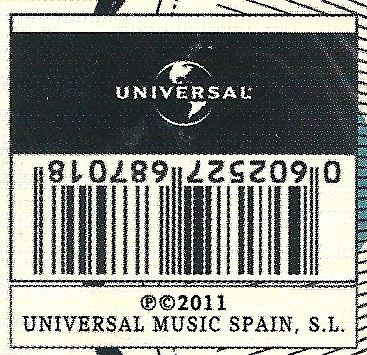 UNIVERSAL
0 602527 687018
℗©2011
UNIVERSAL MUSIC SPAIN, S.L.